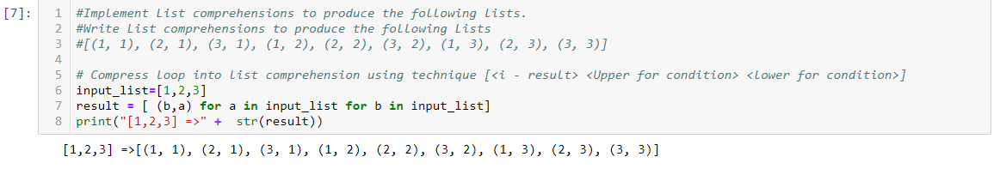 [7]:
1 #Implement List comprehensions to produce the following lists.
2 #Write List comprehensions to produce the following Lists
3 #[(1, 1), (2, 1), (3, 1), (1, 2), (2, 2), (3, 2), (1, 3), (2, 3), (3, 3)]
4
5 # Compress loop into list comprehension using technique [<i - result> <Upper for condition> <lower for condition>]
6 input_list=[1,2,3]
7 result = [ (b,a) for a in input_list for b in input_list]
8 print("[1,2,3] =>" +  str(result))
[1,2,3] =>[(1, 1), (2, 1), (3, 1), (1, 2), (2, 2), (3, 2), (1, 3), (2, 3), (3, 3)]